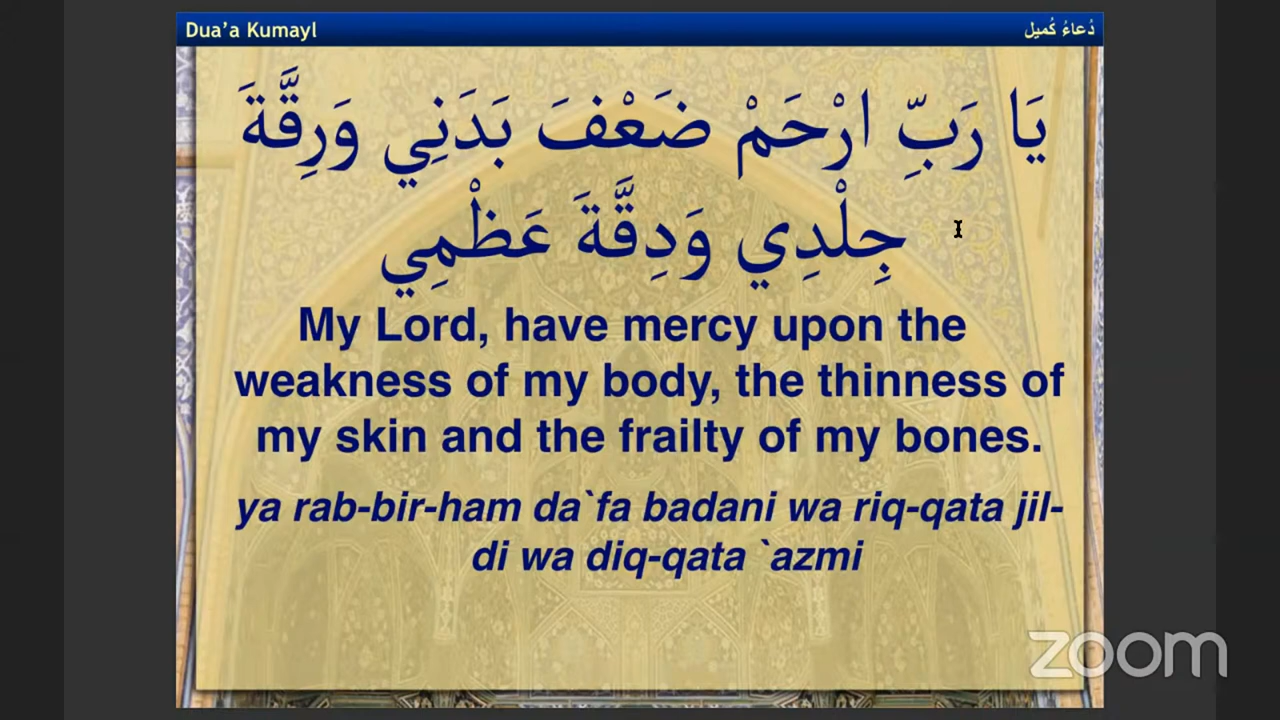 Dua’a Kumayl
دُعاءُ كُميل
يَا رَبِّ ارْحَمْ ضَعْفَ بَدَنِي وَرِقَّةَ
جِلْدِي وَدِقَّةَ عَظْمِي
My Lord, have mercy upon the
weakness of my body, the thinness of
my skin and the frailty of my bones.
ya rab-bir-ham da`fa badani wa riq-qata jil-
di wa diq-qata `azmi
zoom